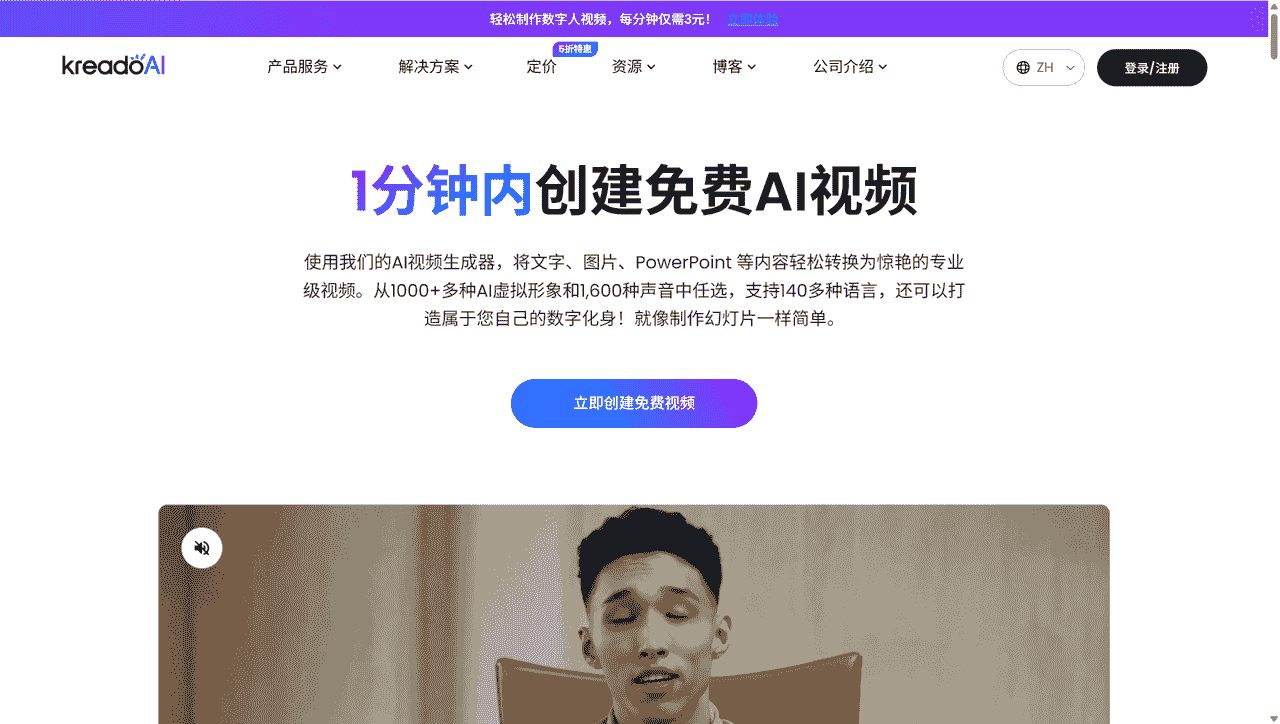 轻松制作数字人视频，每分钟仅需3元！ 立即体验
kreadoAI
产品服务
解决方案
定价
5折特惠
资源
博客
公司介绍
ZH
登录/注册
1分钟内创建免费AI视频
使用我们的AI视频生成器，将文字、图片、PowerPoint 等内容轻松转换为惊艳的专业
级视频。从1000+多种AI虚拟形象和1,600种声音中任选，支持140多种语言，还可以打
造属于您自己的数字化身！就像制作幻灯片一样简单。
立即创建免费视频